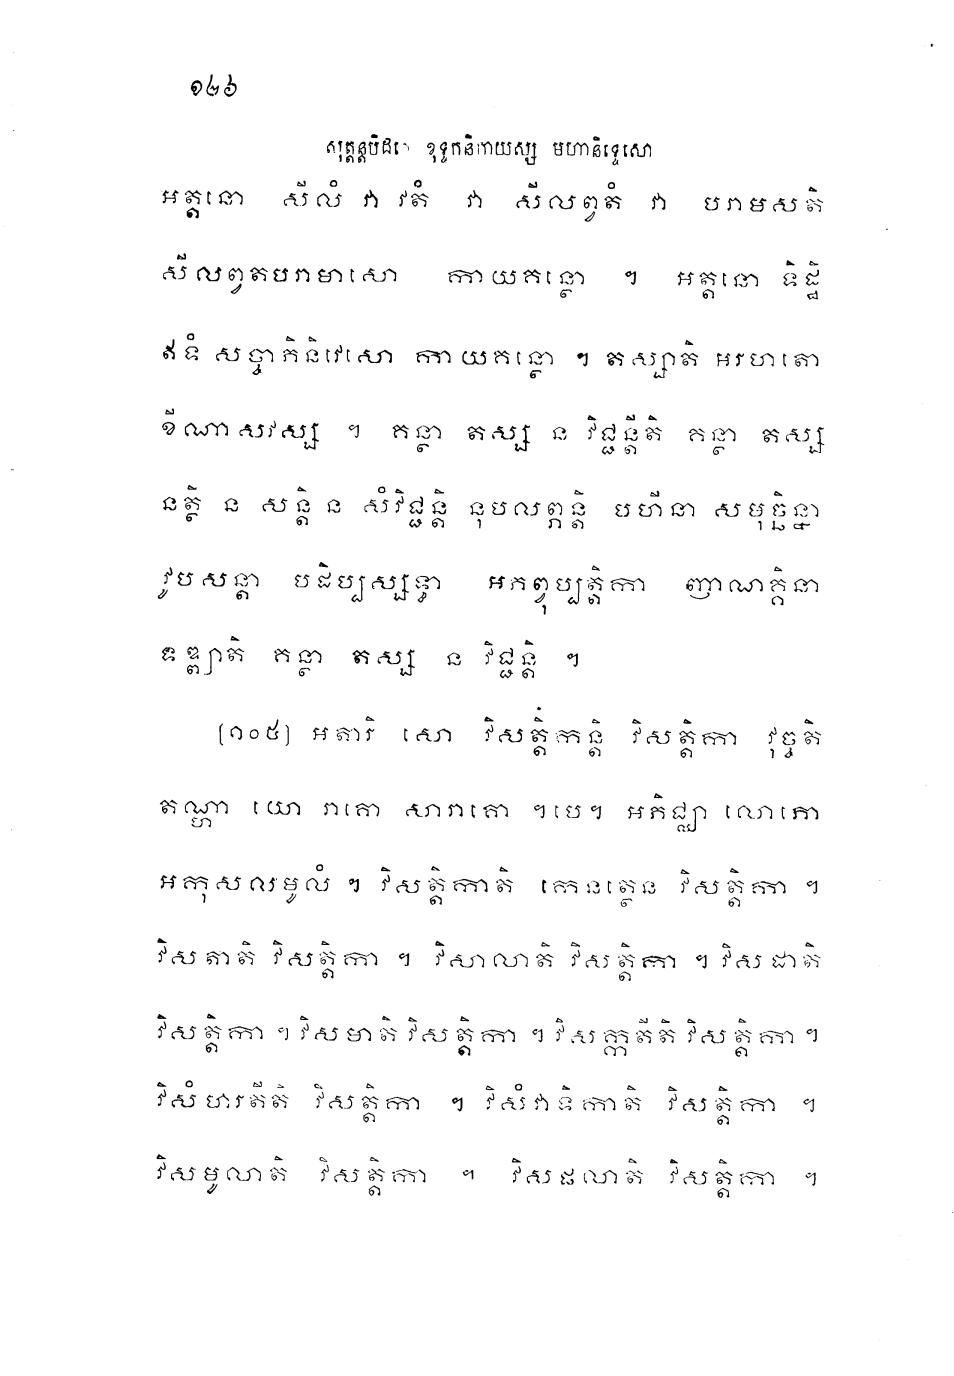 ១៤៦
សុត្តន្តបិដកេ ខុទ្ទកនិកាយស្ស មហានិទ្ទេសោ
អត្តនោ សីលំ វា វតំ វា សីលព្វតំ វា បរាមសតិ
សីលព្វតបរាមាសោ កាយគន្ថោ ។ អត្តនោ ទិដ្ឋិ
ឥទំ សច្ចាភិនិវេសោ កាយគន្ថោ ។ តស្សាតិ អរហតោ
ខីណាសវស្ស ។ គន្ថា តស្ស ន វិជ្ជន្តីតិ គន្ថា តស្ស
នត្ថិ ន សន្តិ ន សំវិជ្ជន្តិ នុបលព្ភន្តិ បហីនា សមុច្ឆិន្នា
វូបសន្តា បដិប្បស្សទ្ធា អភព្វុប្បត្តិកា ញាណគ្គិនា
ទឌ្ឍាតិ គន្ថា តស្ស ន វិជ្ជន្តិ ។
[១០៥] អតារិ សោ វិសត្តិកន្តិ វិសត្តិកា វុច្ចតិ
តណ្ហា យោ រាគោ សារាគោ ។បេ។ អភិជ្ឈា លោភោ
អកុសលមូលំ ។ វិសត្តិកាតិ កេនត្ថេន វិសត្តិកា ។
វិសតាតិ វិសត្តិកា ។ វិសាលាតិ វិសត្តិកា ។ វិសដាតិ
វិសត្តិកា ។ វិសមាតិ វិសត្តិកា ។ វិសក្កតីតិ វិសត្តិកា ។
វិសំហរតីតិ វិសត្តិកា ។ វិសំវាទិកាតិ វិសត្តិកា ។
វិសមូលាតិ វិសត្តិកា ។ វិសផលាតិ វិសត្តិកា ។